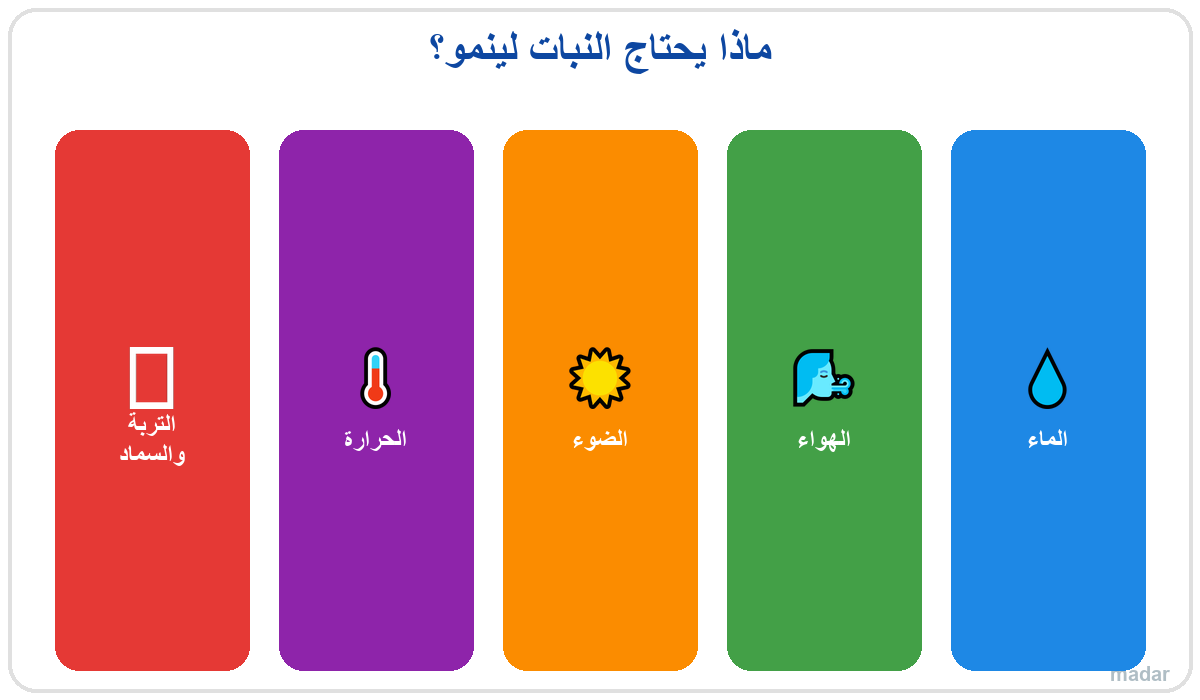 ماذا يحتاج النبات لينمو؟
الماء
الهواء
الضوء
الحرارة
التربة
والسماد
madar